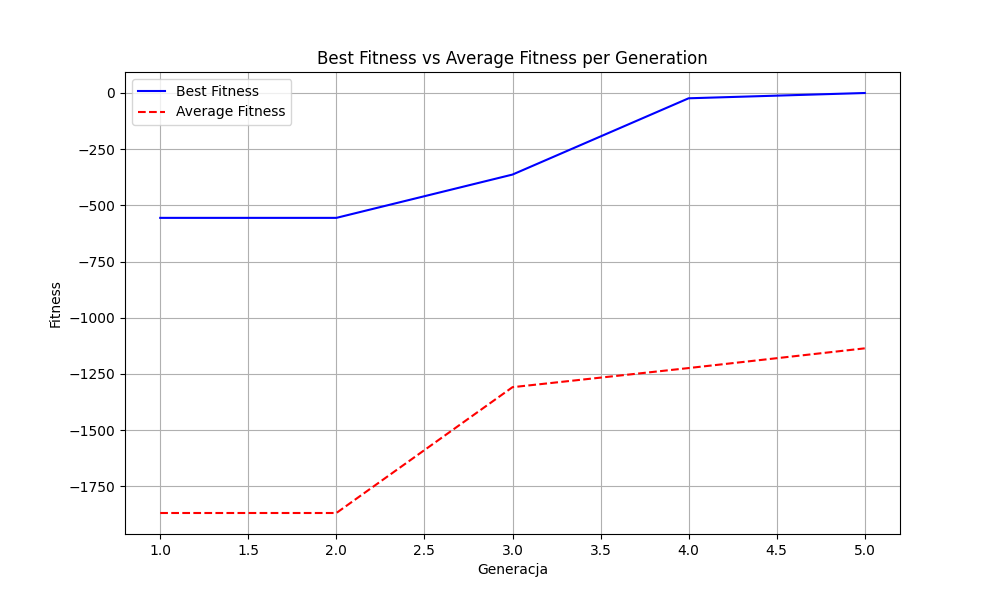 Best Fitness vs Average Fitness per Generation
Best Fitness
Average Fitness
0
−250
−500
−750
−1000
−1250
−1500
−1750
Fitness
1.0 1.5 2.0 2.5 3.0 3.5 4.0 4.5 5.0
Generacja